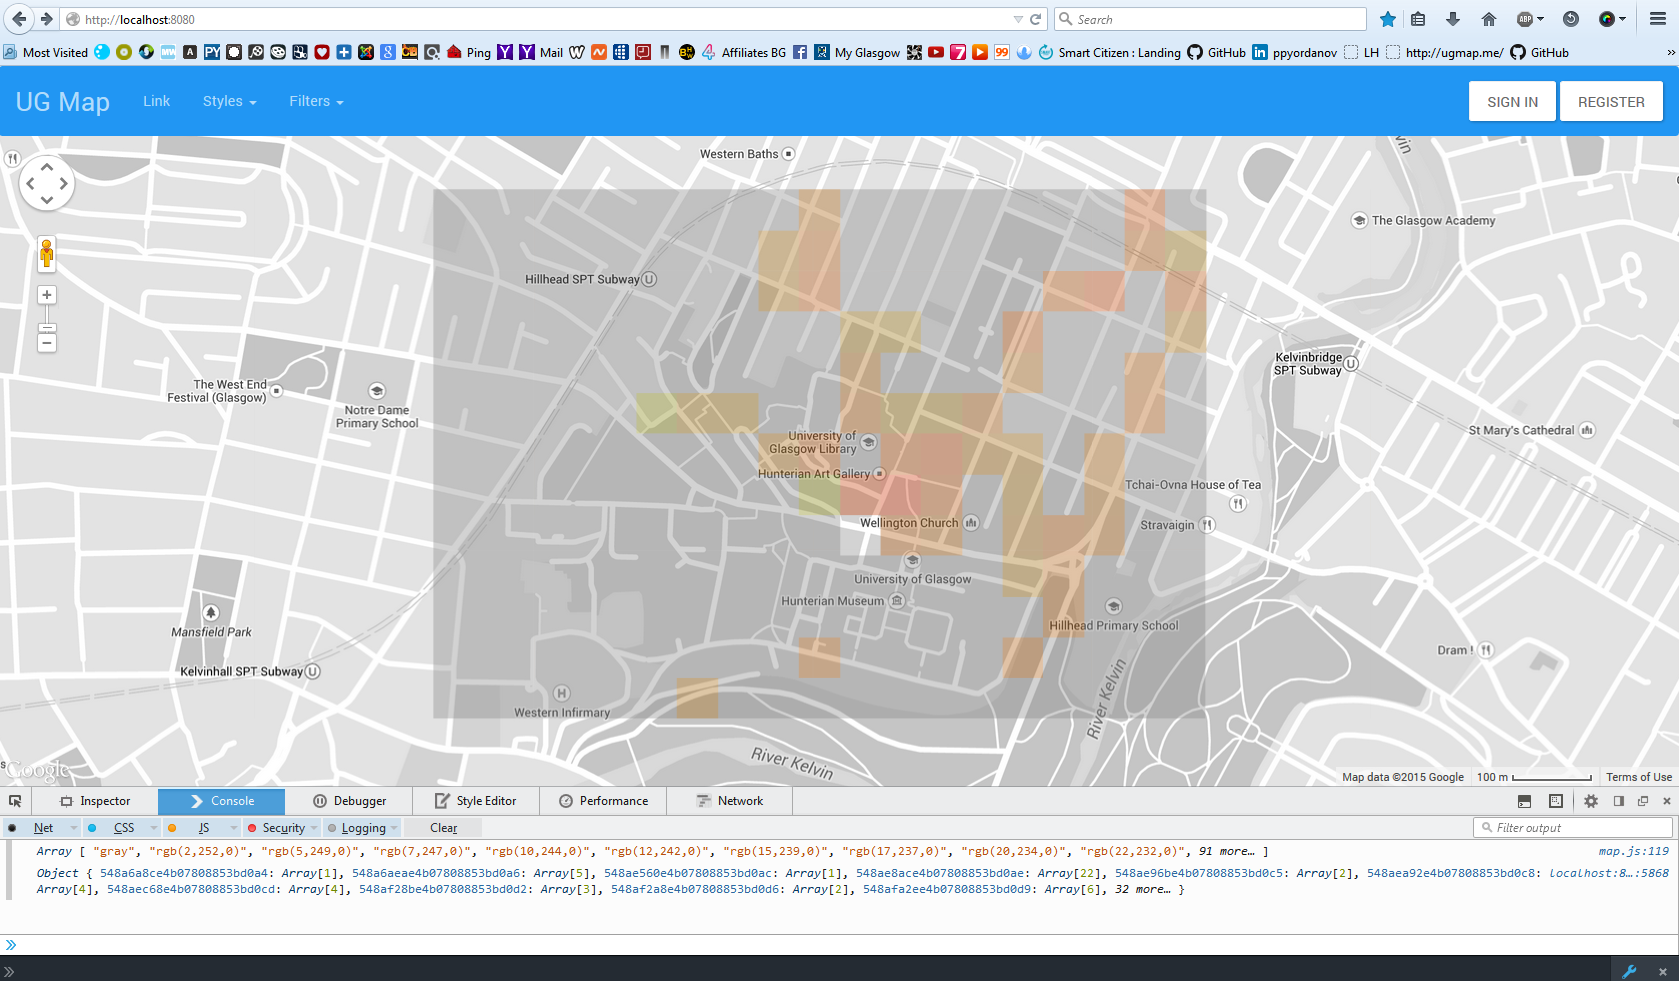 http://localhost:8080
Search
ABP
Most Visited
Ping
Mail
Affiliates BG
My Glasgow
Smart Citizen : Landing
GitHub
ppyordanov
LH
http://ugmap.me/
GitHub
UG Map
Link
Styles
Filters
SIGN IN
REGISTER
Western Baths
Kelvin
The Glasgow Academy
Hillhead SPT Subway
Kelvinbridge
SPT Subway
The West End
Festival (Glasgow)
Notre Dame
Primary School
University of
Glasgow Library
St Mary's Cathedral
Hunterian Art Gallery
Tchai-Ovna House of Tea
Wellington Church
Stravaigin
University of Glasgow
Hunterian Museum
Hillhead Primary School
Mansfield Park
Dram !
Kelvinhall SPT Subway
River Kelvin
Western Infirmary
River Kelvin
Google
Map data ©2015 Google
100 m
Terms of Use
Inspector
Console
Debugger
Style Editor
Performance
Network
Net
CSS
JS
Security
Logging
Clear
Filter output
Array [ "gray", "rgb(2,252,0)", "rgb(5,249,0)", "rgb(7,247,0)", "rgb(10,244,0)", "rgb(12,242,0)", "rgb(15,239,0)", "rgb(17,237,0)", "rgb(20,234,0)", "rgb(22,232,0)", 91 more… ]
map.js:119
Object { 548a6a8ce4b07808853bd0a4: Array[1], 548a6aeae4b07808853bd0a6: Array[5], 548ae560e4b07808853bd0ac: Array[1], 548ae8ace4b07808853bd0ae: Array[22], 548ae96be4b07808853bd0c5: Array[2], 548aea92e4b07808853bd0c8:
localhost:8…:5868
Array[4], 548aec68e4b07808853bd0cd: Array[4], 548af28be4b07808853bd0d2: Array[3], 548af2a8e4b07808853bd0d6: Array[2], 548afa2ee4b07808853bd0d9: Array[6], 32 more… }